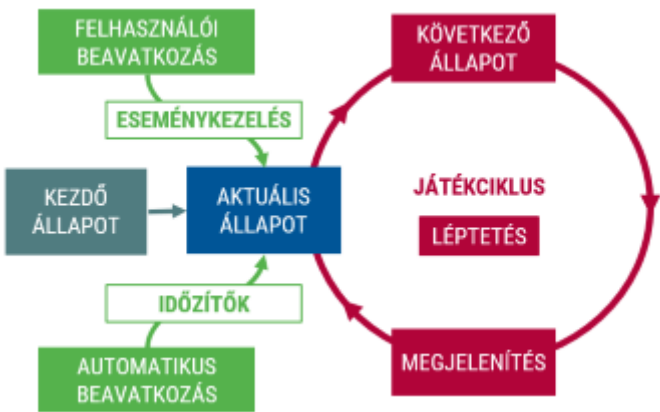 FELHASZNÁLÓI
BEAVATKOZÁS
ESEMÉNYKEZELÉS
KEZDŐ
ÁLLAPOT
AKTUÁLIS
ÁLLAPOT
IDŐZÍTŐK
AUTOMATIKUS
BEAVATKOZÁS
KÖVETKEZŐ
ÁLLAPOT
JÁTÉKCIKLUS
LÉPTETÉS
MEGJELENÍTÉS